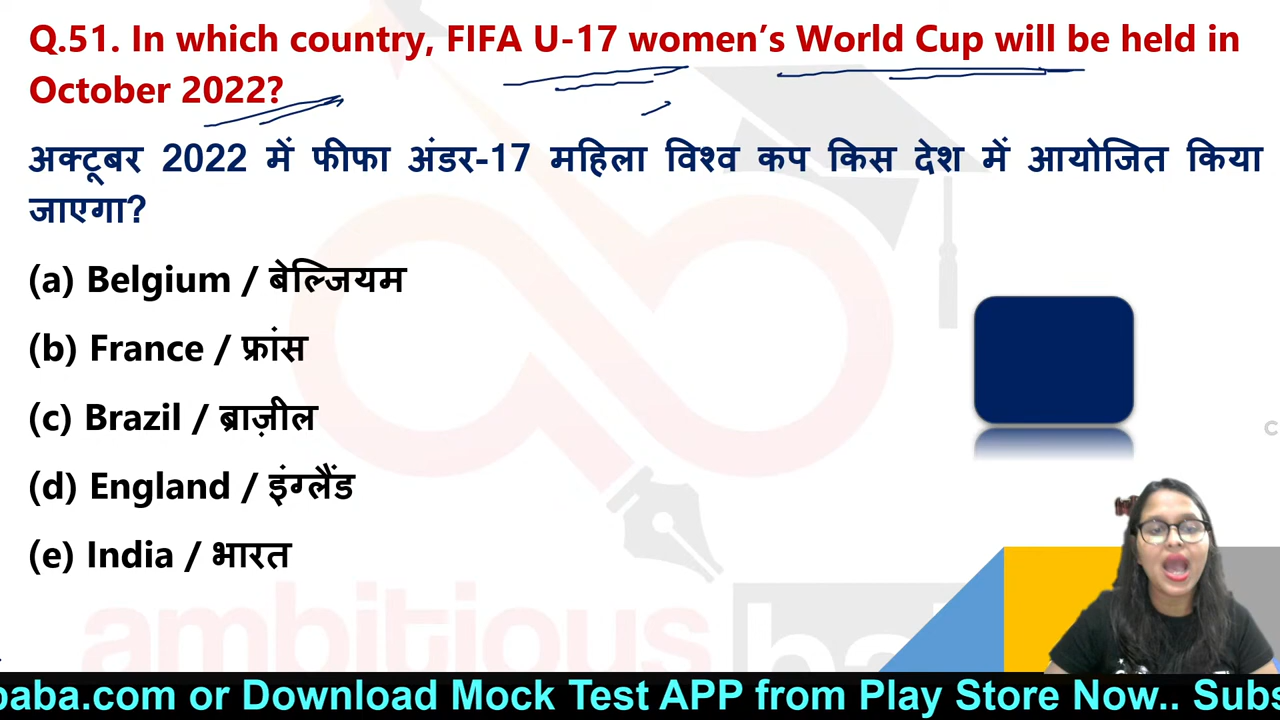 Q.51. In which country, FIFA U-17 women's World Cup will be held in
October 2022?
अक्टूबर 2022 में फीफा अंडर-17 महिला विश्व कप किस देश में आयोजित किया
जाएगा?
(a) Belgium / बेल्जियम
(b) France / फ्रांस
(c) Brazil / ब्राज़ील
(d) England / इंग्लैंड
(e) India / भारत
ambitious
baba.com or Download Mock Test APP from Play Store Now.. Subs